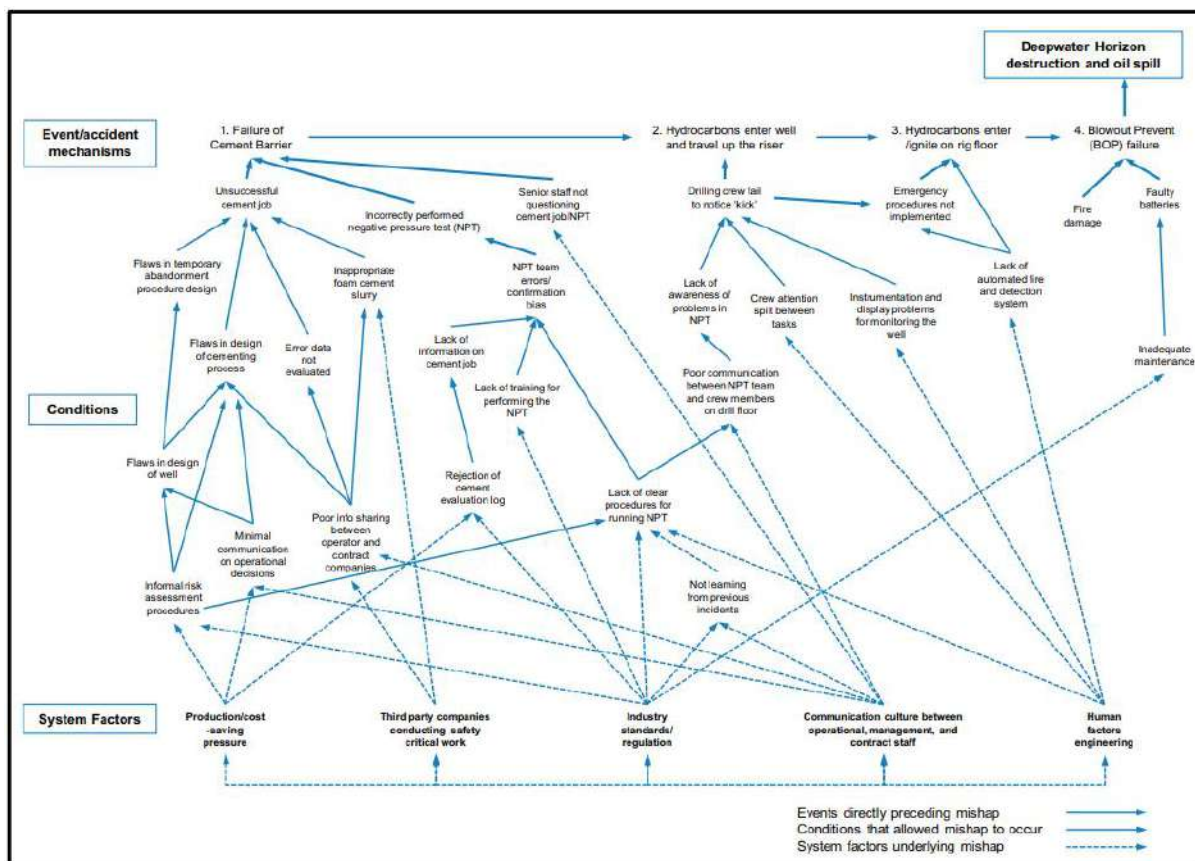 Deepwater Horizon
destruction and oil spill
Event/accident
mechanisms
1. Failure of
Cement Barrier
2. Hydrocarbons enter well
and travel up the riser
3. Hydrocarbons enter
/ignite on rig floor
4. Blowout Prevent
(BOP) failure
Unsuccessful
cement job
Incorrectly performed
negative pressure test (NPT)
Senior staff not
questioning
cement job/NPT
Drilling crew fail
to notice 'kick'
Emergency
procedures not
implemented
Fire
damage
Faulty
batteries
Flaws in temporary
abandonment
procedure design
Inappropriate
foam cement
slurry
NPT team
errors/
confirmation
bias
Lack of
awareness of
problems in
NPT
Crew attention
split between
tasks
Instrumentation and
display problems
for monitoring the
well
Lack of
automated fire
and detection
system
Flaws in design
of cementing
process
Error data
not
evaluated
Lack of
information on
cement job
Lack of training for
performing the
NPT
Poor communication
between NPT team
and crew members
on drill floor
Inadequate
maintenance
Conditions
Flaws in design
of well
Minimal
communication
on operational
decisions
Poor info sharing
between
operator and
contract
companies
Rejection of
cement
evaluation log
Lack of clear
procedures for
running NPT
Informal risk
assessment
procedures
Not learning
from previous
incidents
System Factors
Production/cost
-saving
pressure
Third party companies
conducting safety
critical work
Industry
standards/
regulation
Communication culture between
operational, management, and
contract staff
Human
factors
engineering
Events directly preceding mishap
Conditions that allowed mishap to occur
System factors underlying mishap